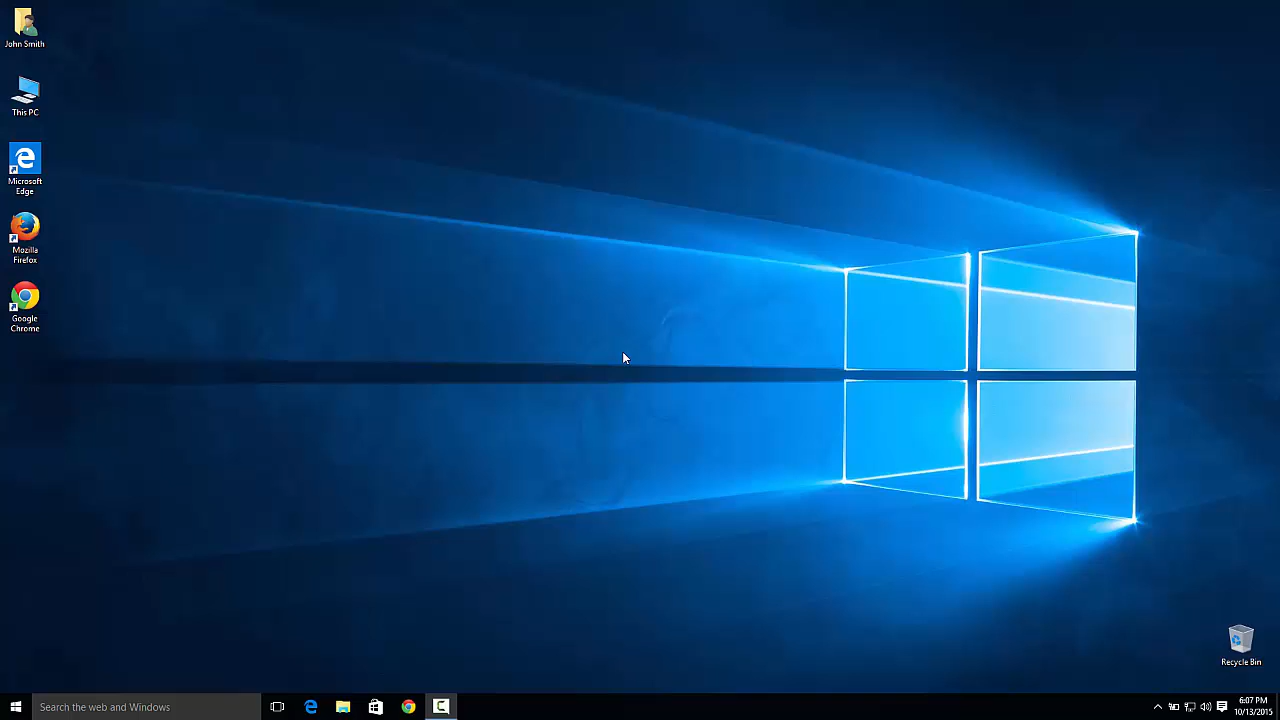 John Smith
This PC
Microsoft
Edge
Mozilla
Firefox
Google
Chrome
Recycle Bin
Search the web and Windows
6:07 PM
10/13/2015